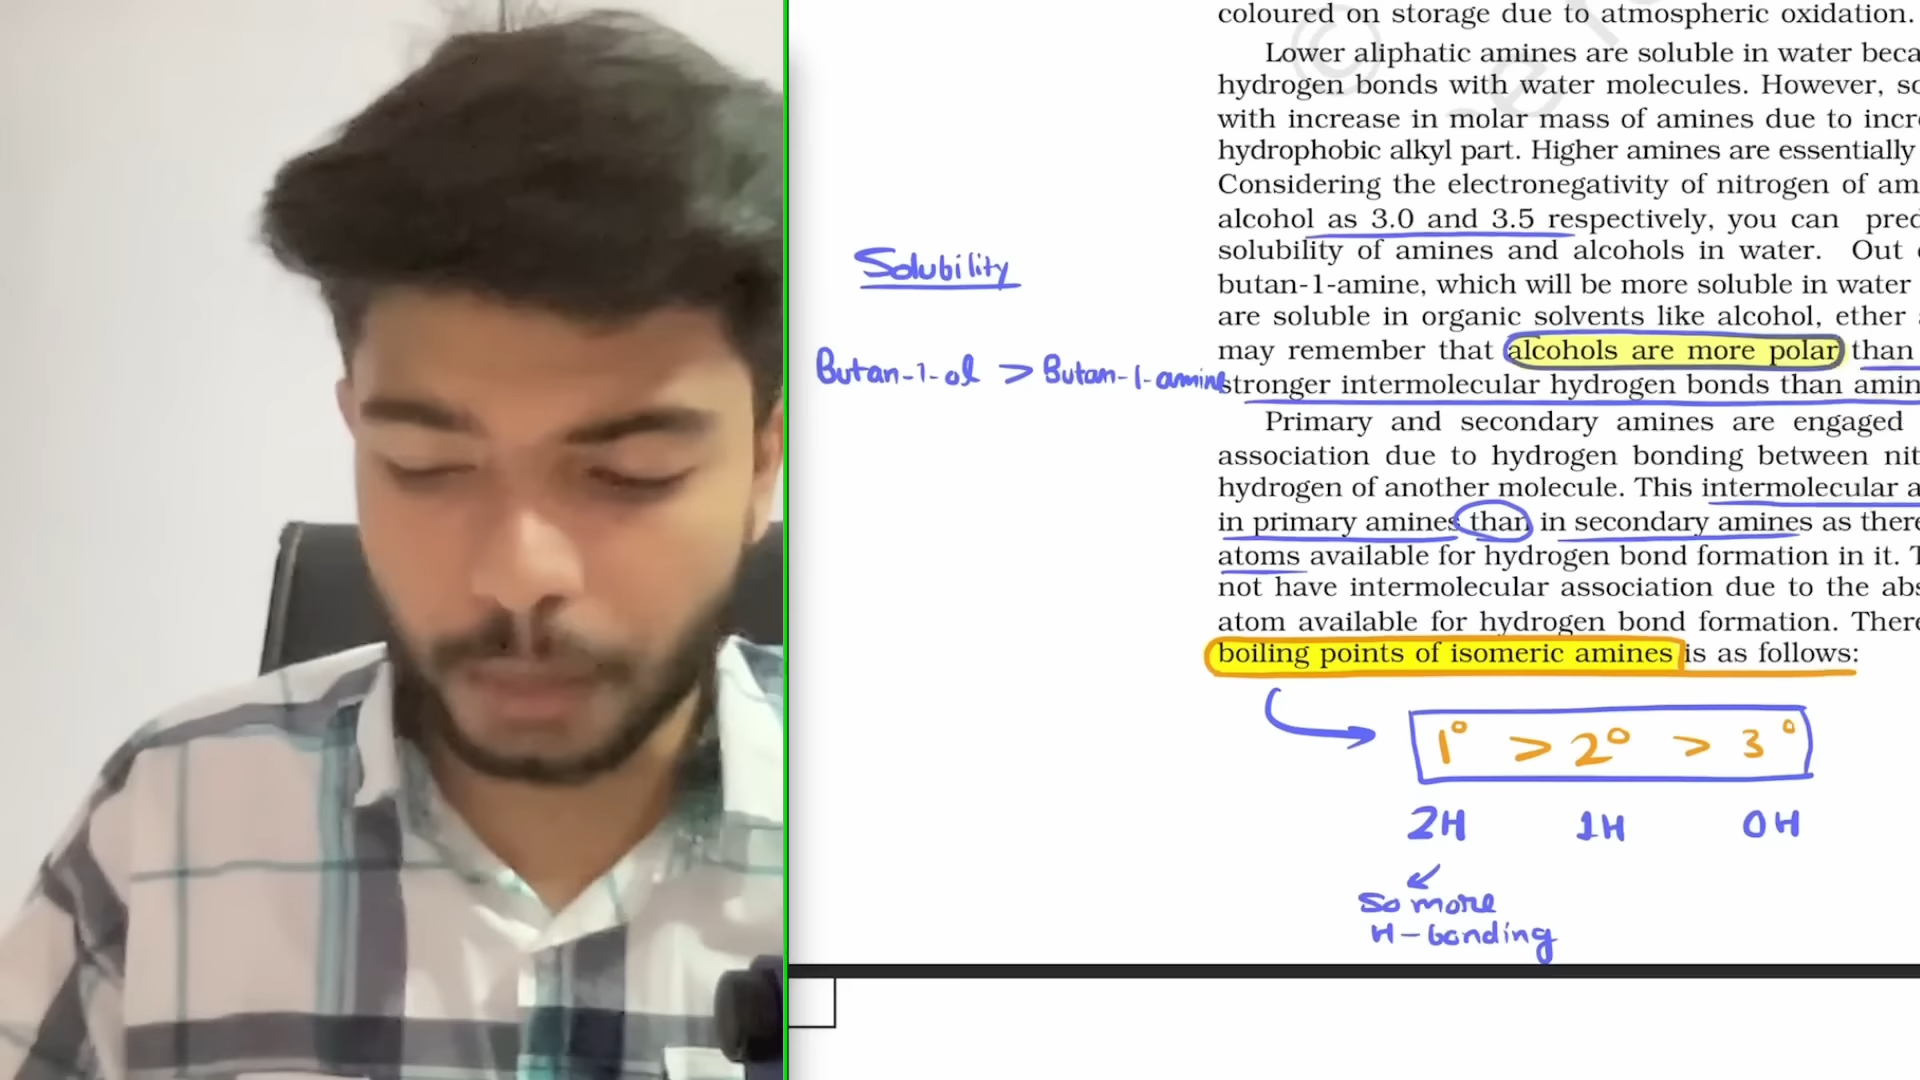 coloured on storage due to atmospheric oxidation.
Lower aliphatic amines are soluble in water beca
hydrogen bonds with water molecules. However, so
with increase in molar mass of amines due to incre
hydrophobic alkyl part. Higher amines are essentially
Considering the electronegativity of nitrogen of am
alcohol as 3.0 and 3.5 respectively, you can pred
solubility of amines and alcohols in water. Out
butan-1-amine, which will be more soluble in water
are soluble in organic solvents like alcohol, ether
may remember that alcohols are more polar than
stronger intermolecular hydrogen bonds than amin
Solubility
Butan-1-ol > Butan-1-amine
Primary and secondary amines are engaged
association due to hydrogen bonding between nit
hydrogen of another molecule. This intermolecular a
in primary amines than in secondary amines as there
atoms available for hydrogen bond formation in it. T
not have intermolecular association due to the abs
atom available for hydrogen bond formation. There
boiling points of isomeric amines is as follows:
1° > 2° > 3°
2H 1H 0H
So more
H-bonding